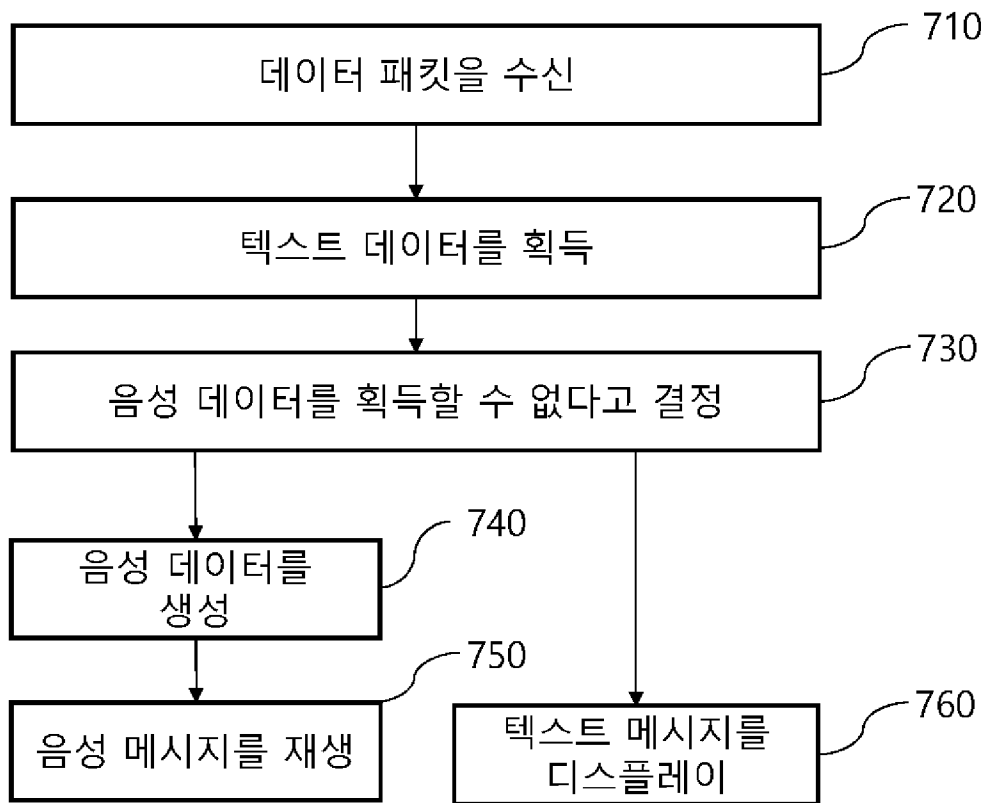 710
데이터 패킷을 수신
720
텍스트 데이터를 획득
730
음성 데이터를 획득할 수 없다고 결정
740
음성 데이터를
생성
750
음성 메시지를 재생
760
텍스트 메시지를
디스플레이